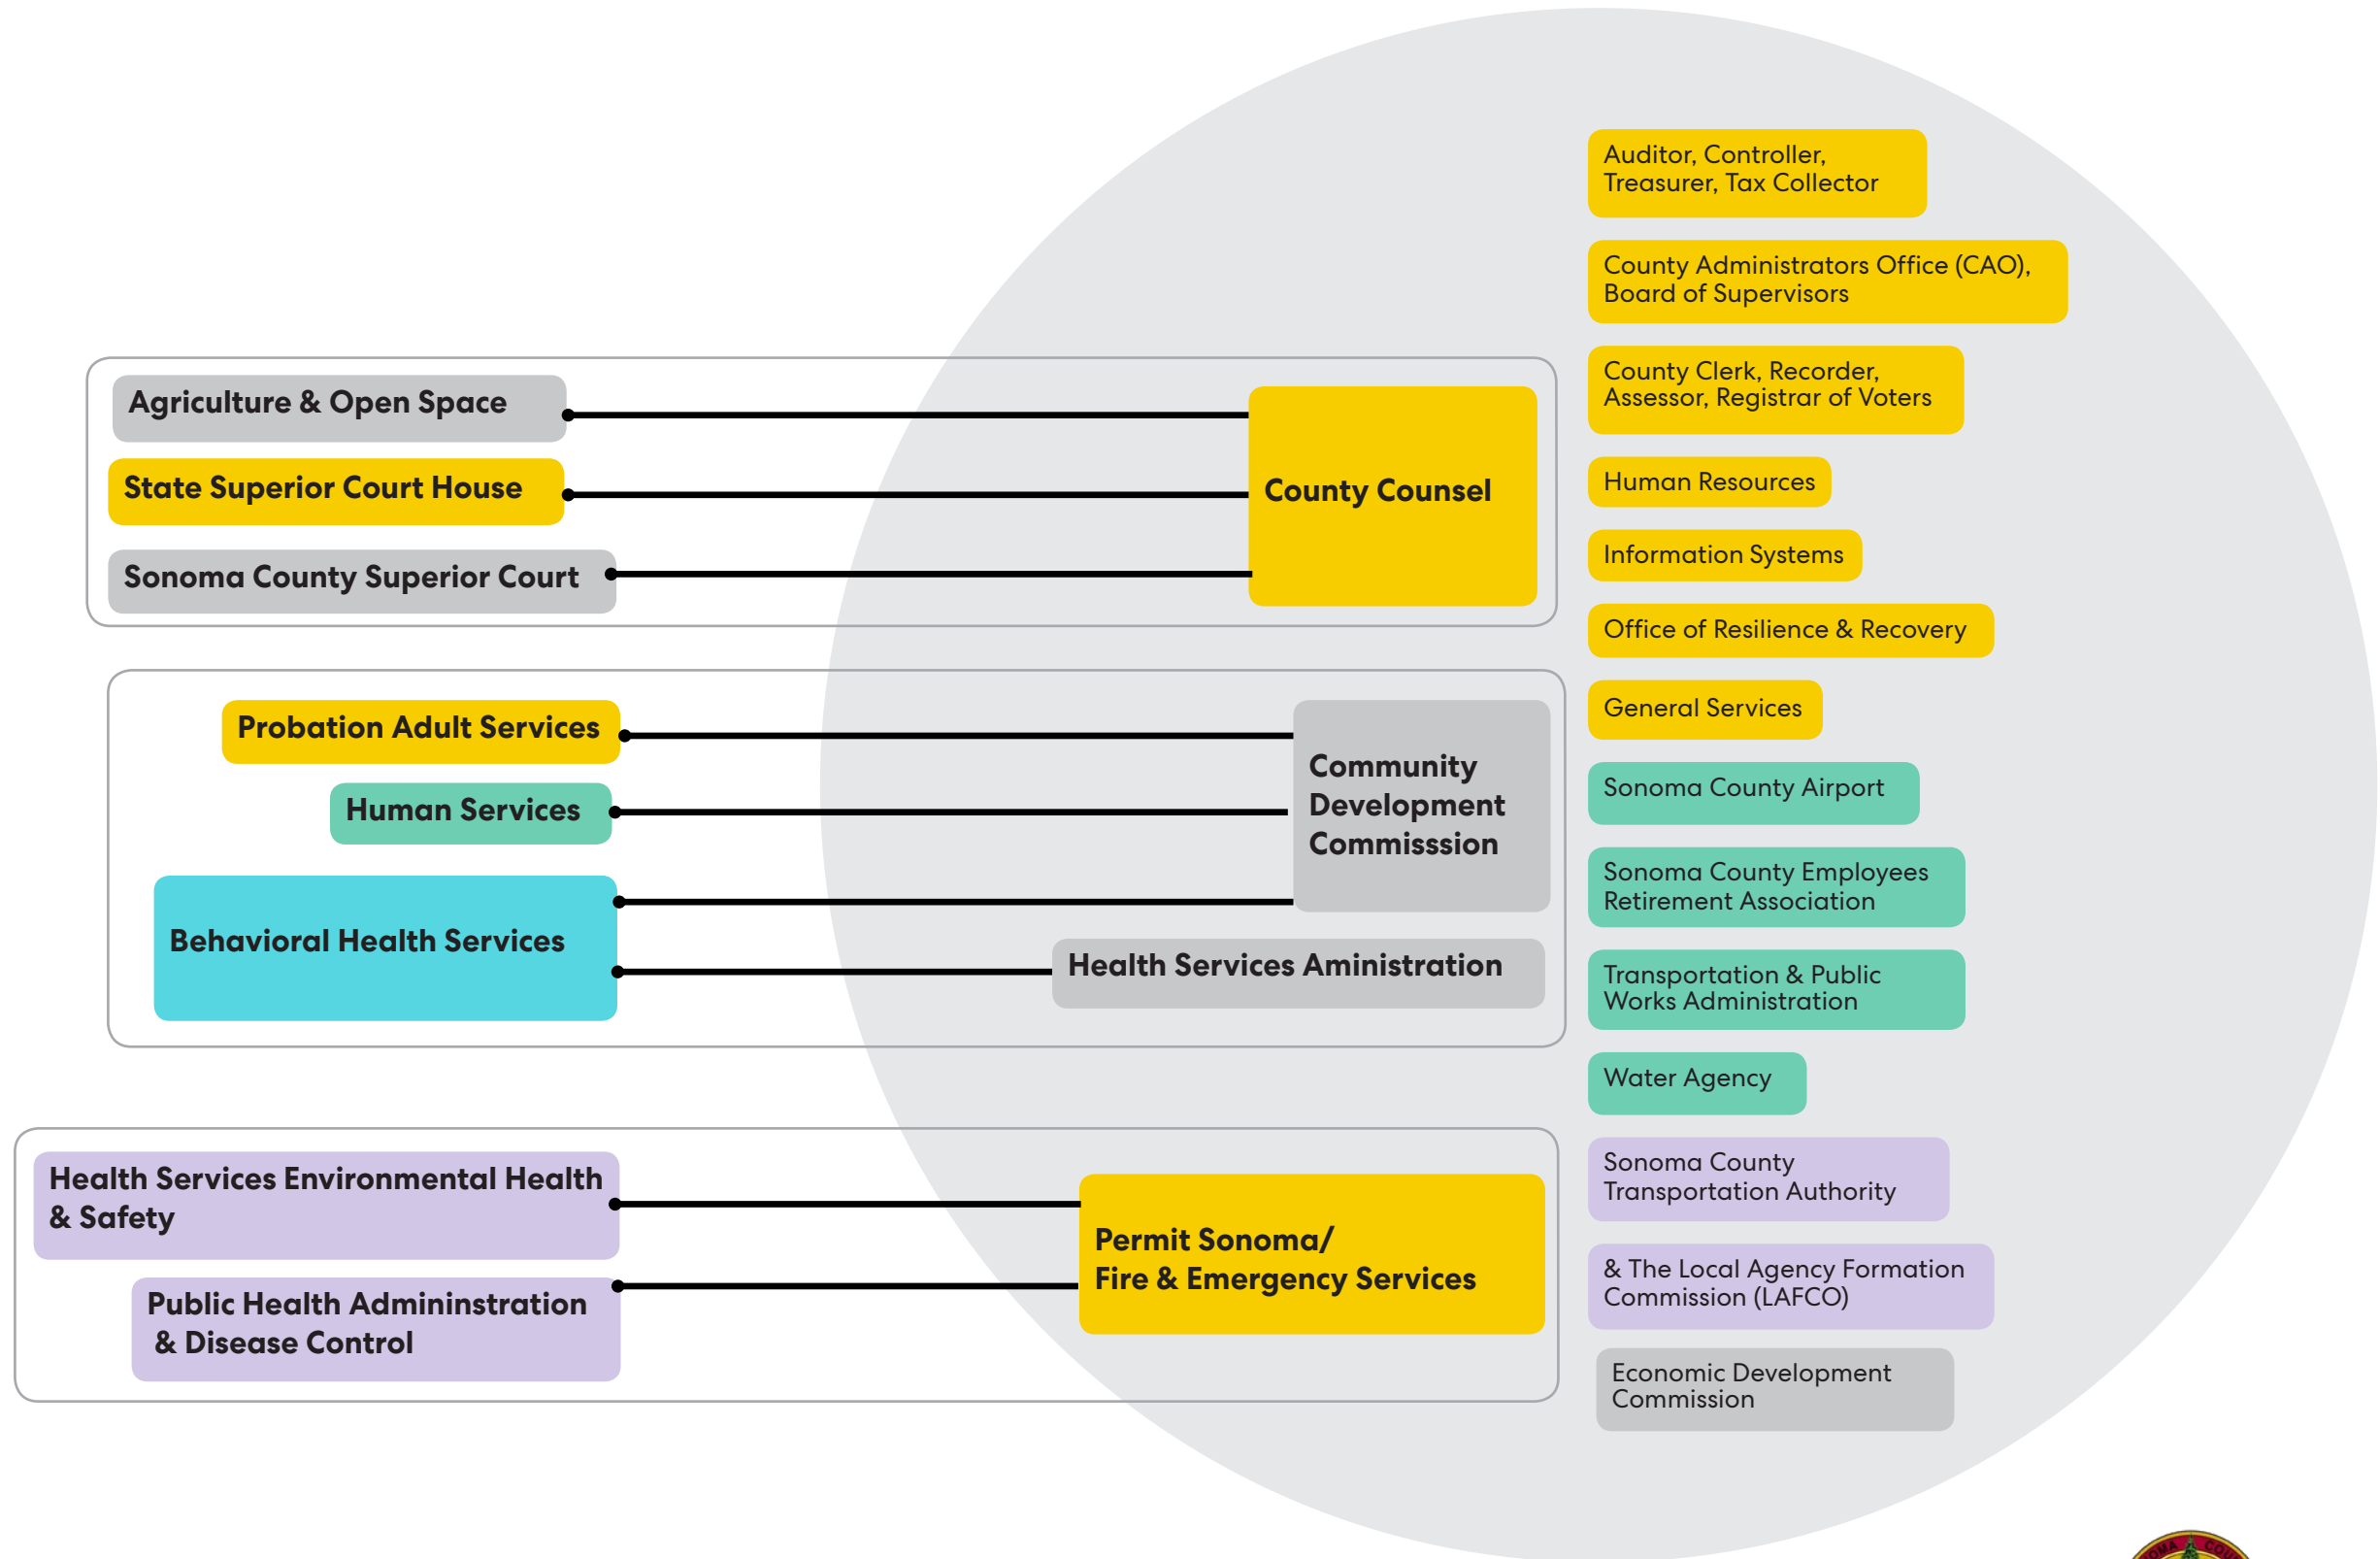 Auditor, Controller,
Treasurer, Tax Collector
County Administrators Office (CAO),
Board of Supervisors
County Clerk, Recorder,
Assessor, Registrar of Voters
Human Resources
Information Systems
Office of Resilience & Recovery
General Services
Sonoma County Airport
Sonoma County Employees
Retirement Association
Transportation & Public
Works Administration
Water Agency
Sonoma County
Transportation Authority
& The Local Agency Formation
Commission (LAFCO)
Economic Development
Commission
Agriculture & Open Space
State Superior Court House
Sonoma County Superior Court
County Counsel
Probation Adult Services
Human Services
Behavioral Health Services
Community
Development
Commisssion
Health Services Aministration
Health Services Environmental Health
& Safety
Public Health Admininstration
& Disease Control
Permit Sonoma/
Fire & Emergency Services